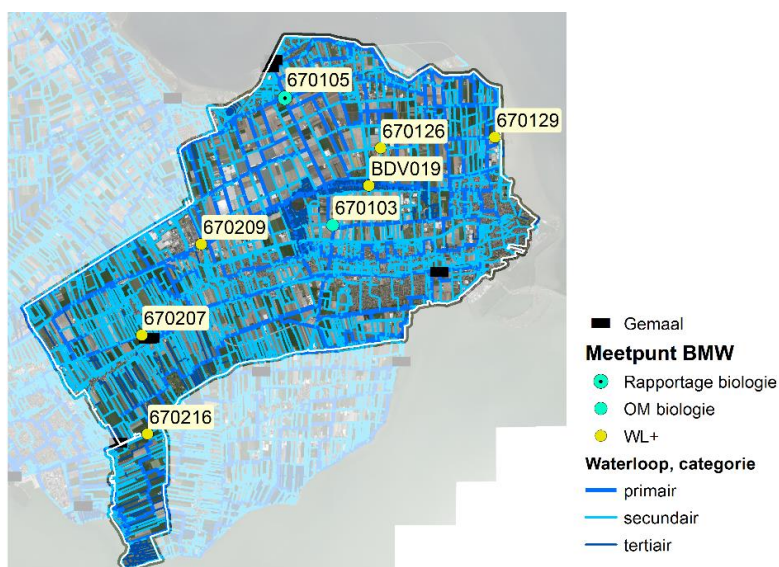 670105
670126
670129
BDV019
670103
670209
670207
670216
Gemaal
Meetpunt BMW
Rapportage biologie
OM biologie
WL+
Waterloop, categorie
primair
secundair
tertiair